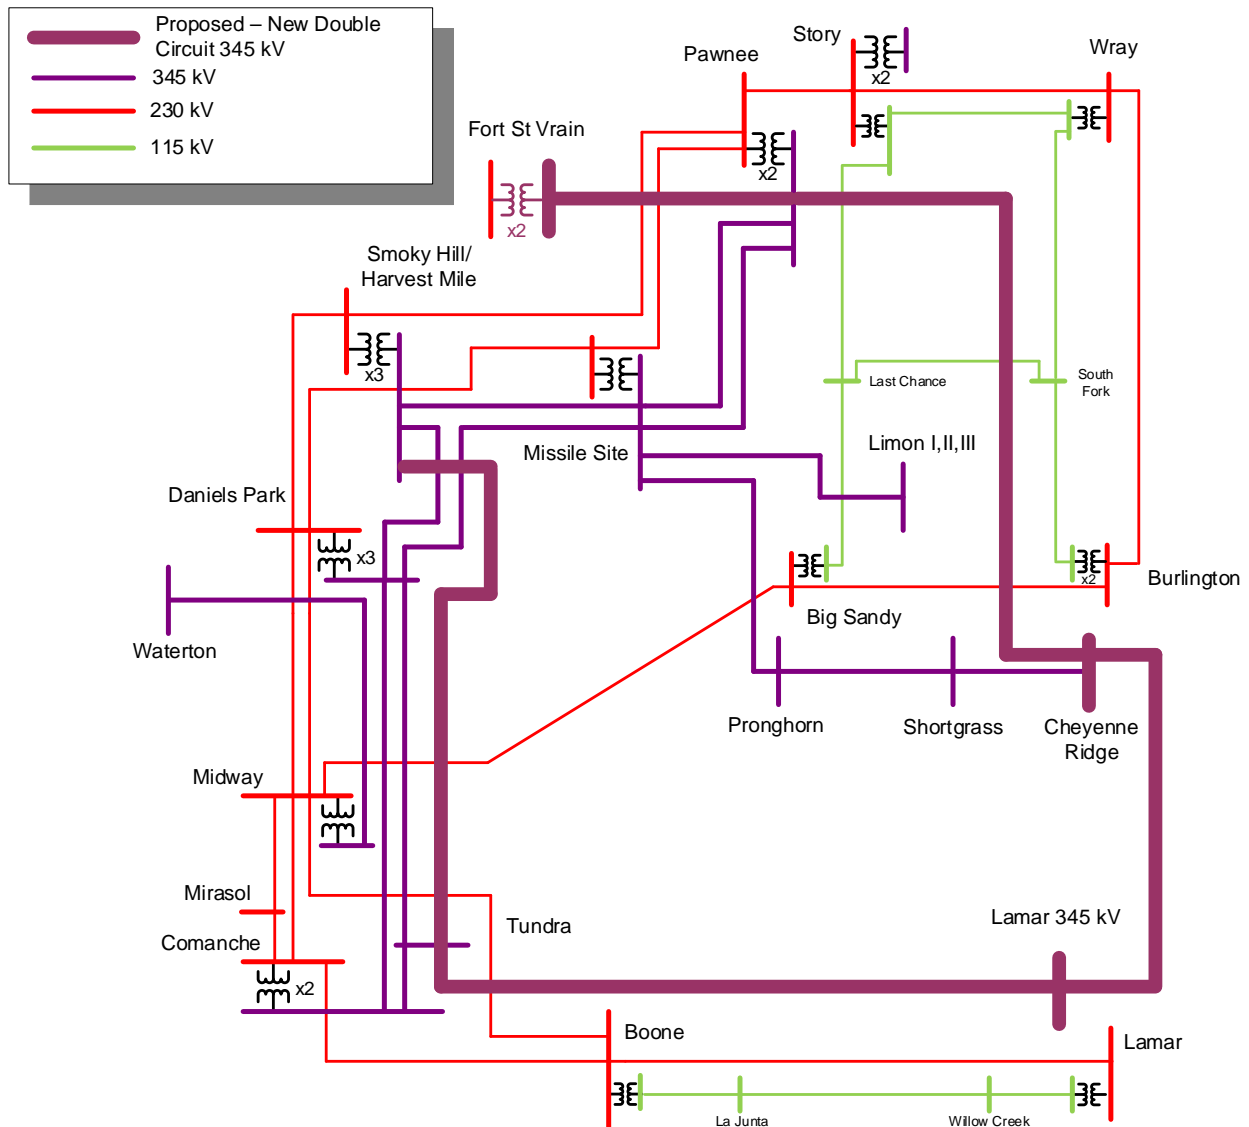 Proposed – New Double
Circuit 345 kV
345 kV
230 kV
115 kV
Story
x2
Pawnee
Wray
Fort St Vrain
x2
x2
Smoky Hill/
Harvest Mile
x3
Last Chance
South
Fork
Missile Site
Limon I,II,III
Daniels Park
x3
x2
Burlington
Big Sandy
Waterton
Pronghorn
Shortgrass
Cheyenne
Ridge
Midway
Mirasol
Tundra
Lamar 345 kV
Comanche
x2
Boone
Lamar
La Junta
Willow Creek